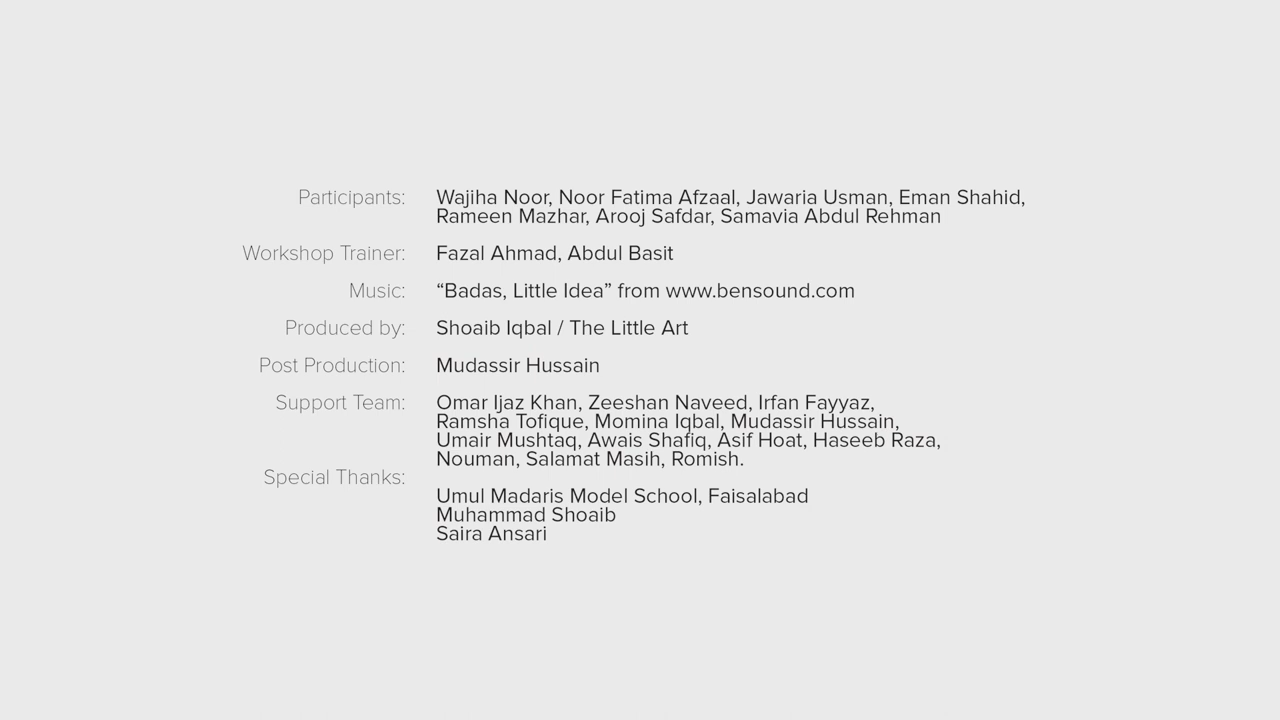 Participants: Wajiha Noor, Noor Fatima Afzaal, Jawaria Usman, Eman Shahid,
Rameen Mazhar, Arooj Safdar, Samavia Abdul Rehman
Workshop Trainer: Fazal Ahmad, Abdul Basit
Music: “Badas, Little Idea” from www.bensound.com
Produced by: Shoaib Iqbal / The Little Art
Post Production: Mudassir Hussain
Support Team: Omar Ijaz Khan, Zeeshan Naveed, Irfan Fayyaz,
Ramsha Tofique, Momina Iqbal, Mudassir Hussain,
Umair Mushtaq, Awais Shafiq, Asif Hoat, Haseeb Raza,
Nouman, Salamat Masih, Romish.
Special Thanks:
Umul Madaris Model School, Faisalabad
Muhammad Shoaib
Saira Ansari